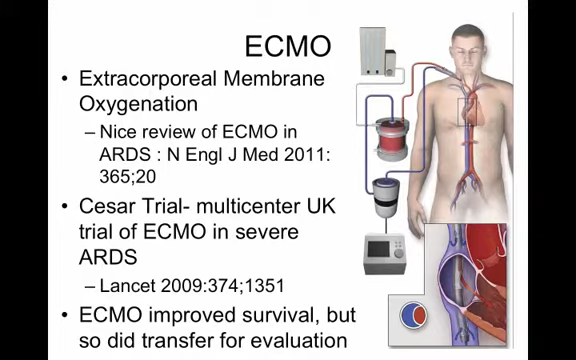 ECMO
• Extracorporeal Membrane
Oxygenation
– Nice review of ECMO in
ARDS : N Engl J Med 2011:
365;20
• Cesar Trial- multicenter UK
trial of ECMO in severe
ARDS
– Lancet 2009:374;1351
• ECMO improved survival, but
so did transfer for evaluation